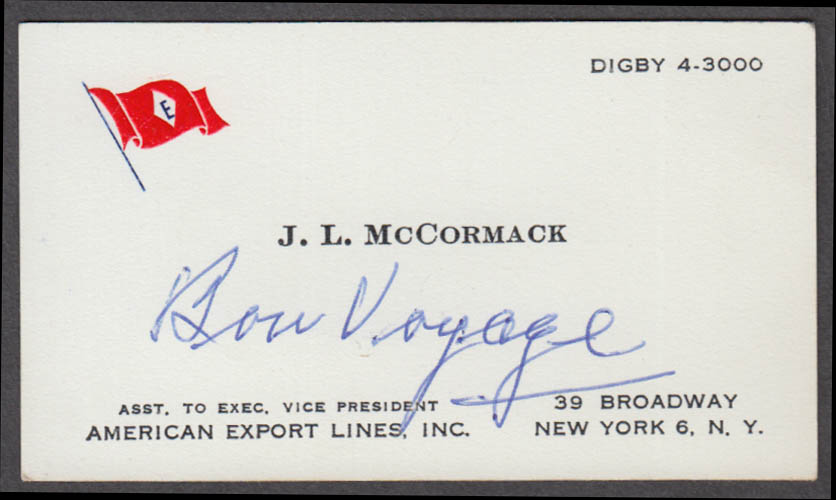 DIGBY 4-3000
E
J. L. McCORMACK
Bon Voyage
ASST. TO EXEC. VICE PRESIDENT
AMERICAN EXPORT LINES, INC.
39 BROADWAY
NEW YORK 6, N. Y.